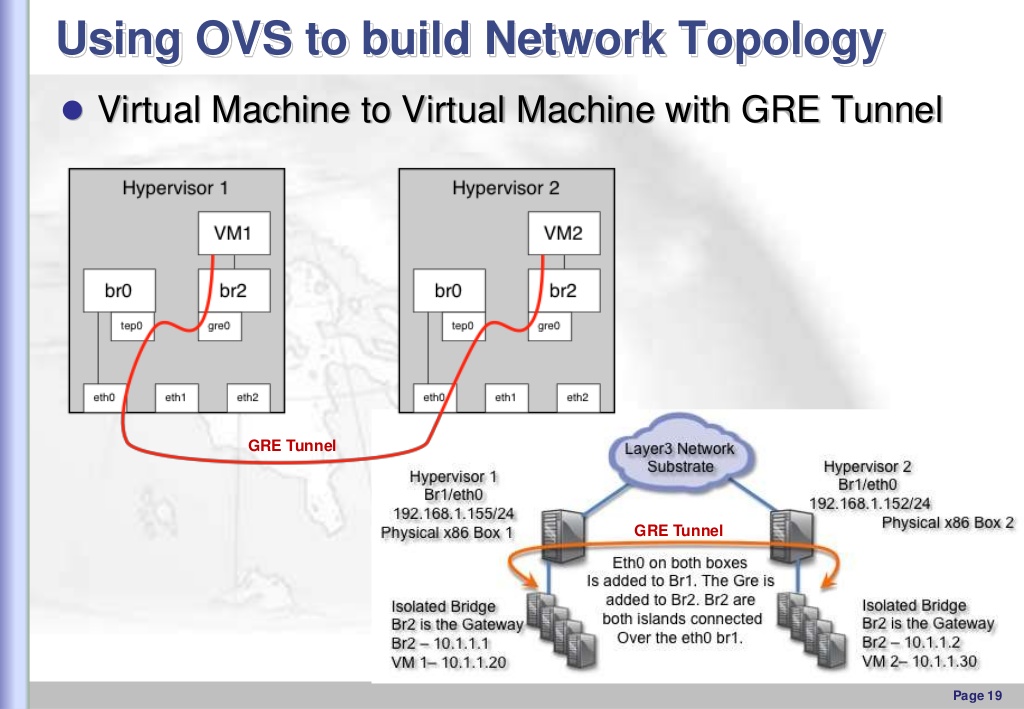 Using OVS to build Network Topology
Virtual Machine to Virtual Machine with GRE Tunnel
Hypervisor 1
VM1
br0
br2
tep0
gre0
eth0
eth1
eth2
Hypervisor 2
VM2
br0
br2
tep0
gre0
eth0
eth1
eth2
GRE Tunnel
Layer3 Network
Substrate
Hypervisor 1
Br1/eth0
192.168.1.155/24
Physical x86 Box 1
Hypervisor 2
Br1/eth0
192.168.1.152/24
Physical x86 Box 2
GRE Tunnel
Eth0 on both boxes
Is added to Br1. The Gre is
added to Br2. Br2 are
both islands connected
Over the eth0 br1.
Isolated Bridge
Br2 is the Gateway
Br2 – 10.1.1.1
VM 1– 10.1.1.20
Isolated Bridge
Br2 is the Gateway
Br2 – 10.1.1.2
VM 2– 10.1.1.30
Page 19